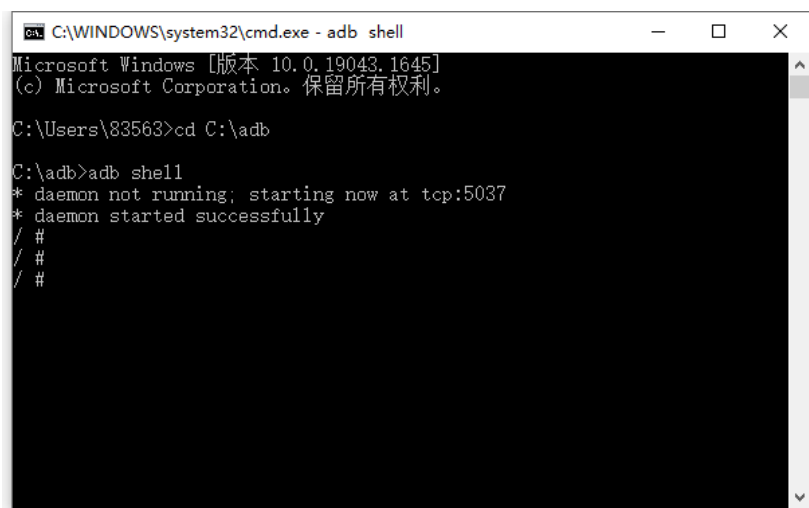 C:\WINDOWS\system32\cmd.exe - adb  shell
Microsoft Windows [版本 10.0.19043.1645]
(c) Microsoft Corporation。保留所有权利。
C:\Users\83563>cd C:\adb
C:\adb>adb shell
* daemon not running; starting now at tcp:5037
* daemon started successfully
/ #
/ #
/ #